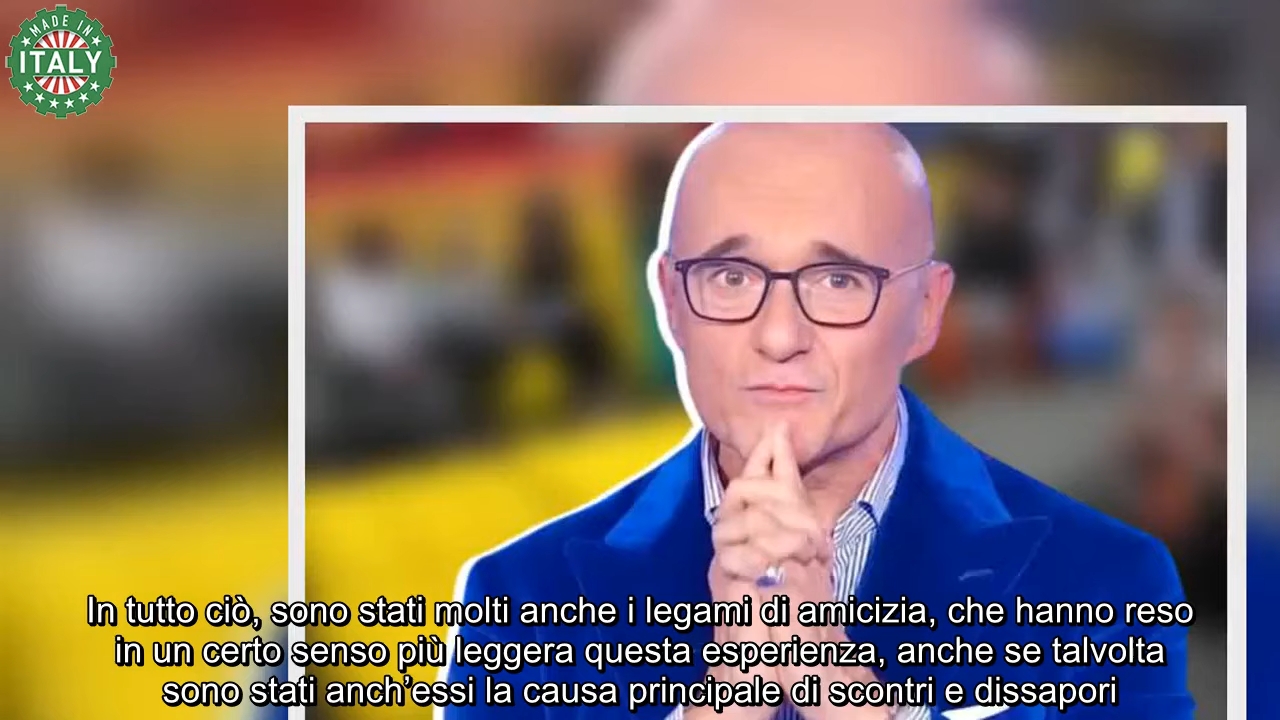 MADE IN
ITALY
In tutto ciò, sono stati molti anche i legami di amicizia, che hanno reso
in un certo senso più leggera questa esperienza, anche se talvolta
sono stati anch’essi la causa principale di scontri e dissapori